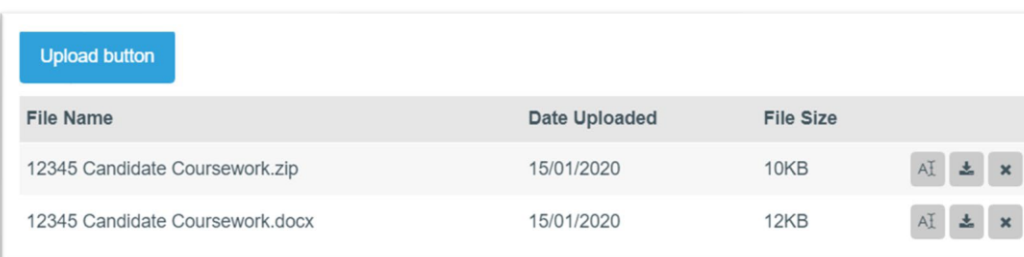 Upload button
File Name Date Uploaded File Size
12345 Candidate Coursework.zip 15/01/2020 10KB
12345 Candidate Coursework.docx 15/01/2020 12KB